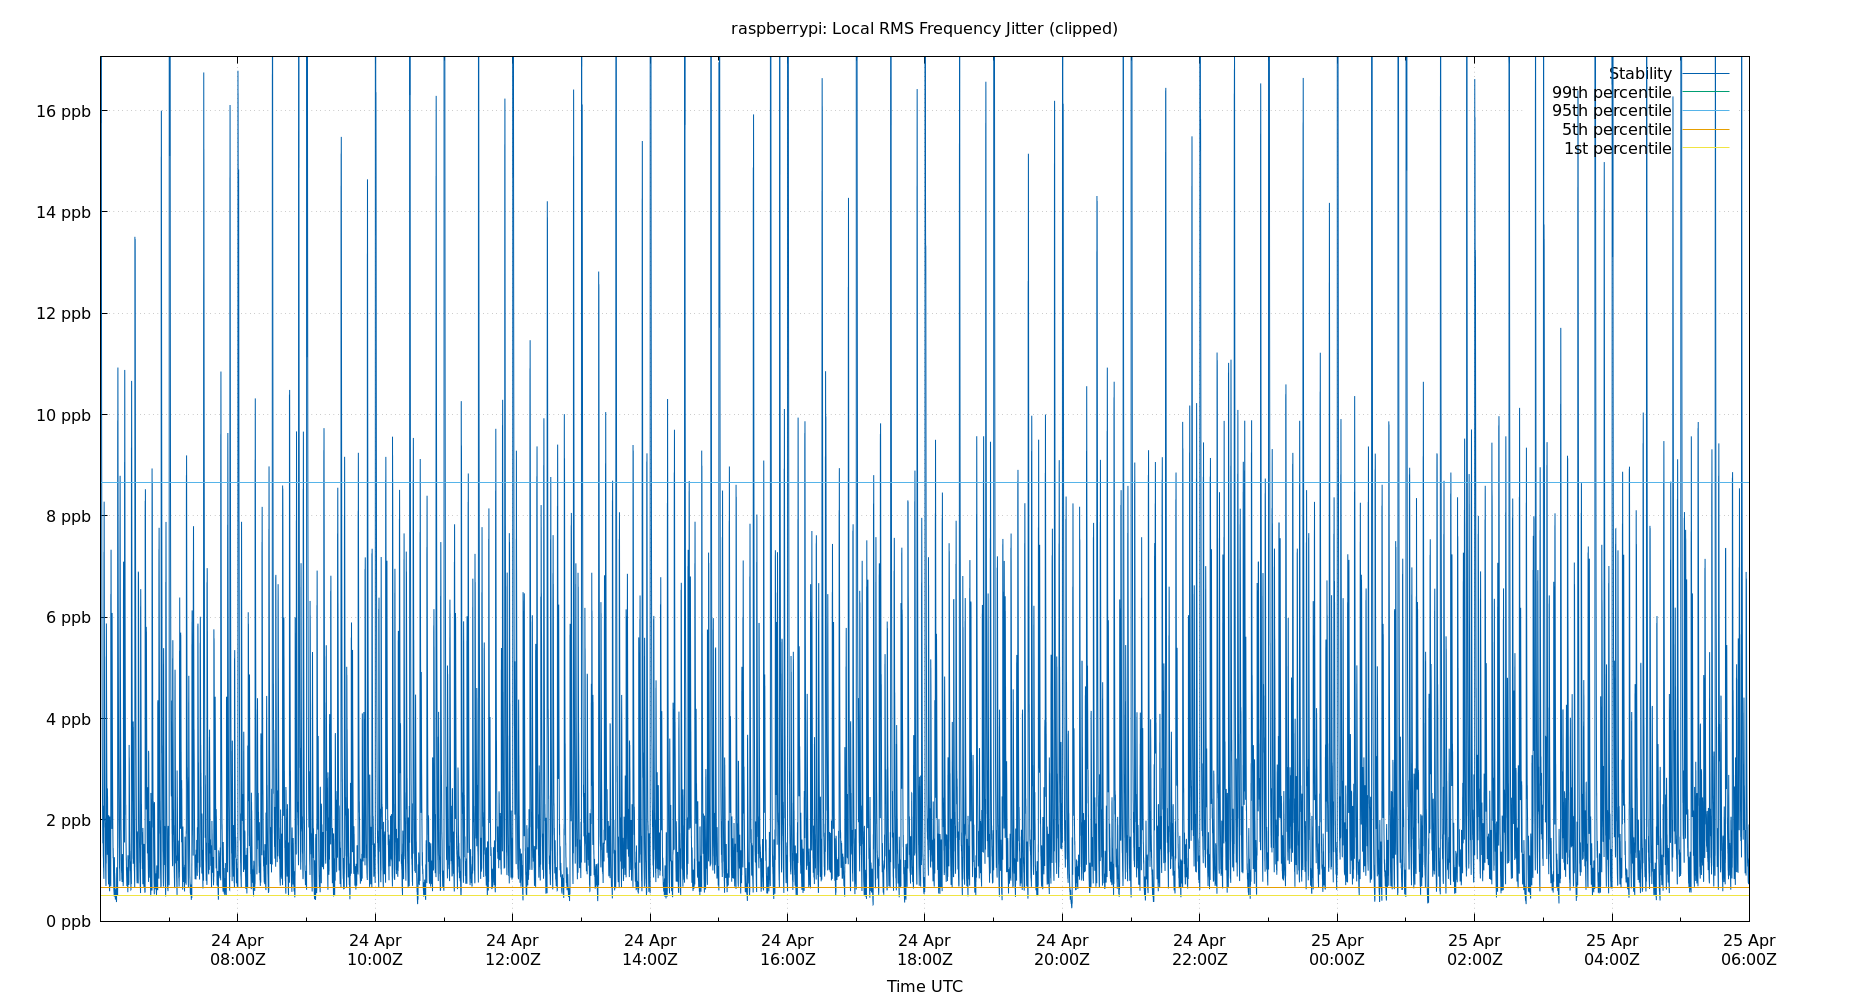 raspberrypi: Local RMS Frequency Jitter (clipped)
Stability
99th percentile
95th percentile
5th percentile
1st percentile
16 ppb
14 ppb
12 ppb
10 ppb
8 ppb
6 ppb
4 ppb
2 ppb
0 ppb
24 Apr 24 Apr 24 Apr 24 Apr 24 Apr 24 Apr 24 Apr 24 Apr 25 Apr 25 Apr 25 Apr 25 Apr
08:00Z 10:00Z 12:00Z 14:00Z 16:00Z 18:00Z 20:00Z 22:00Z 00:00Z 02:00Z 04:00Z 06:00Z
Time UTC